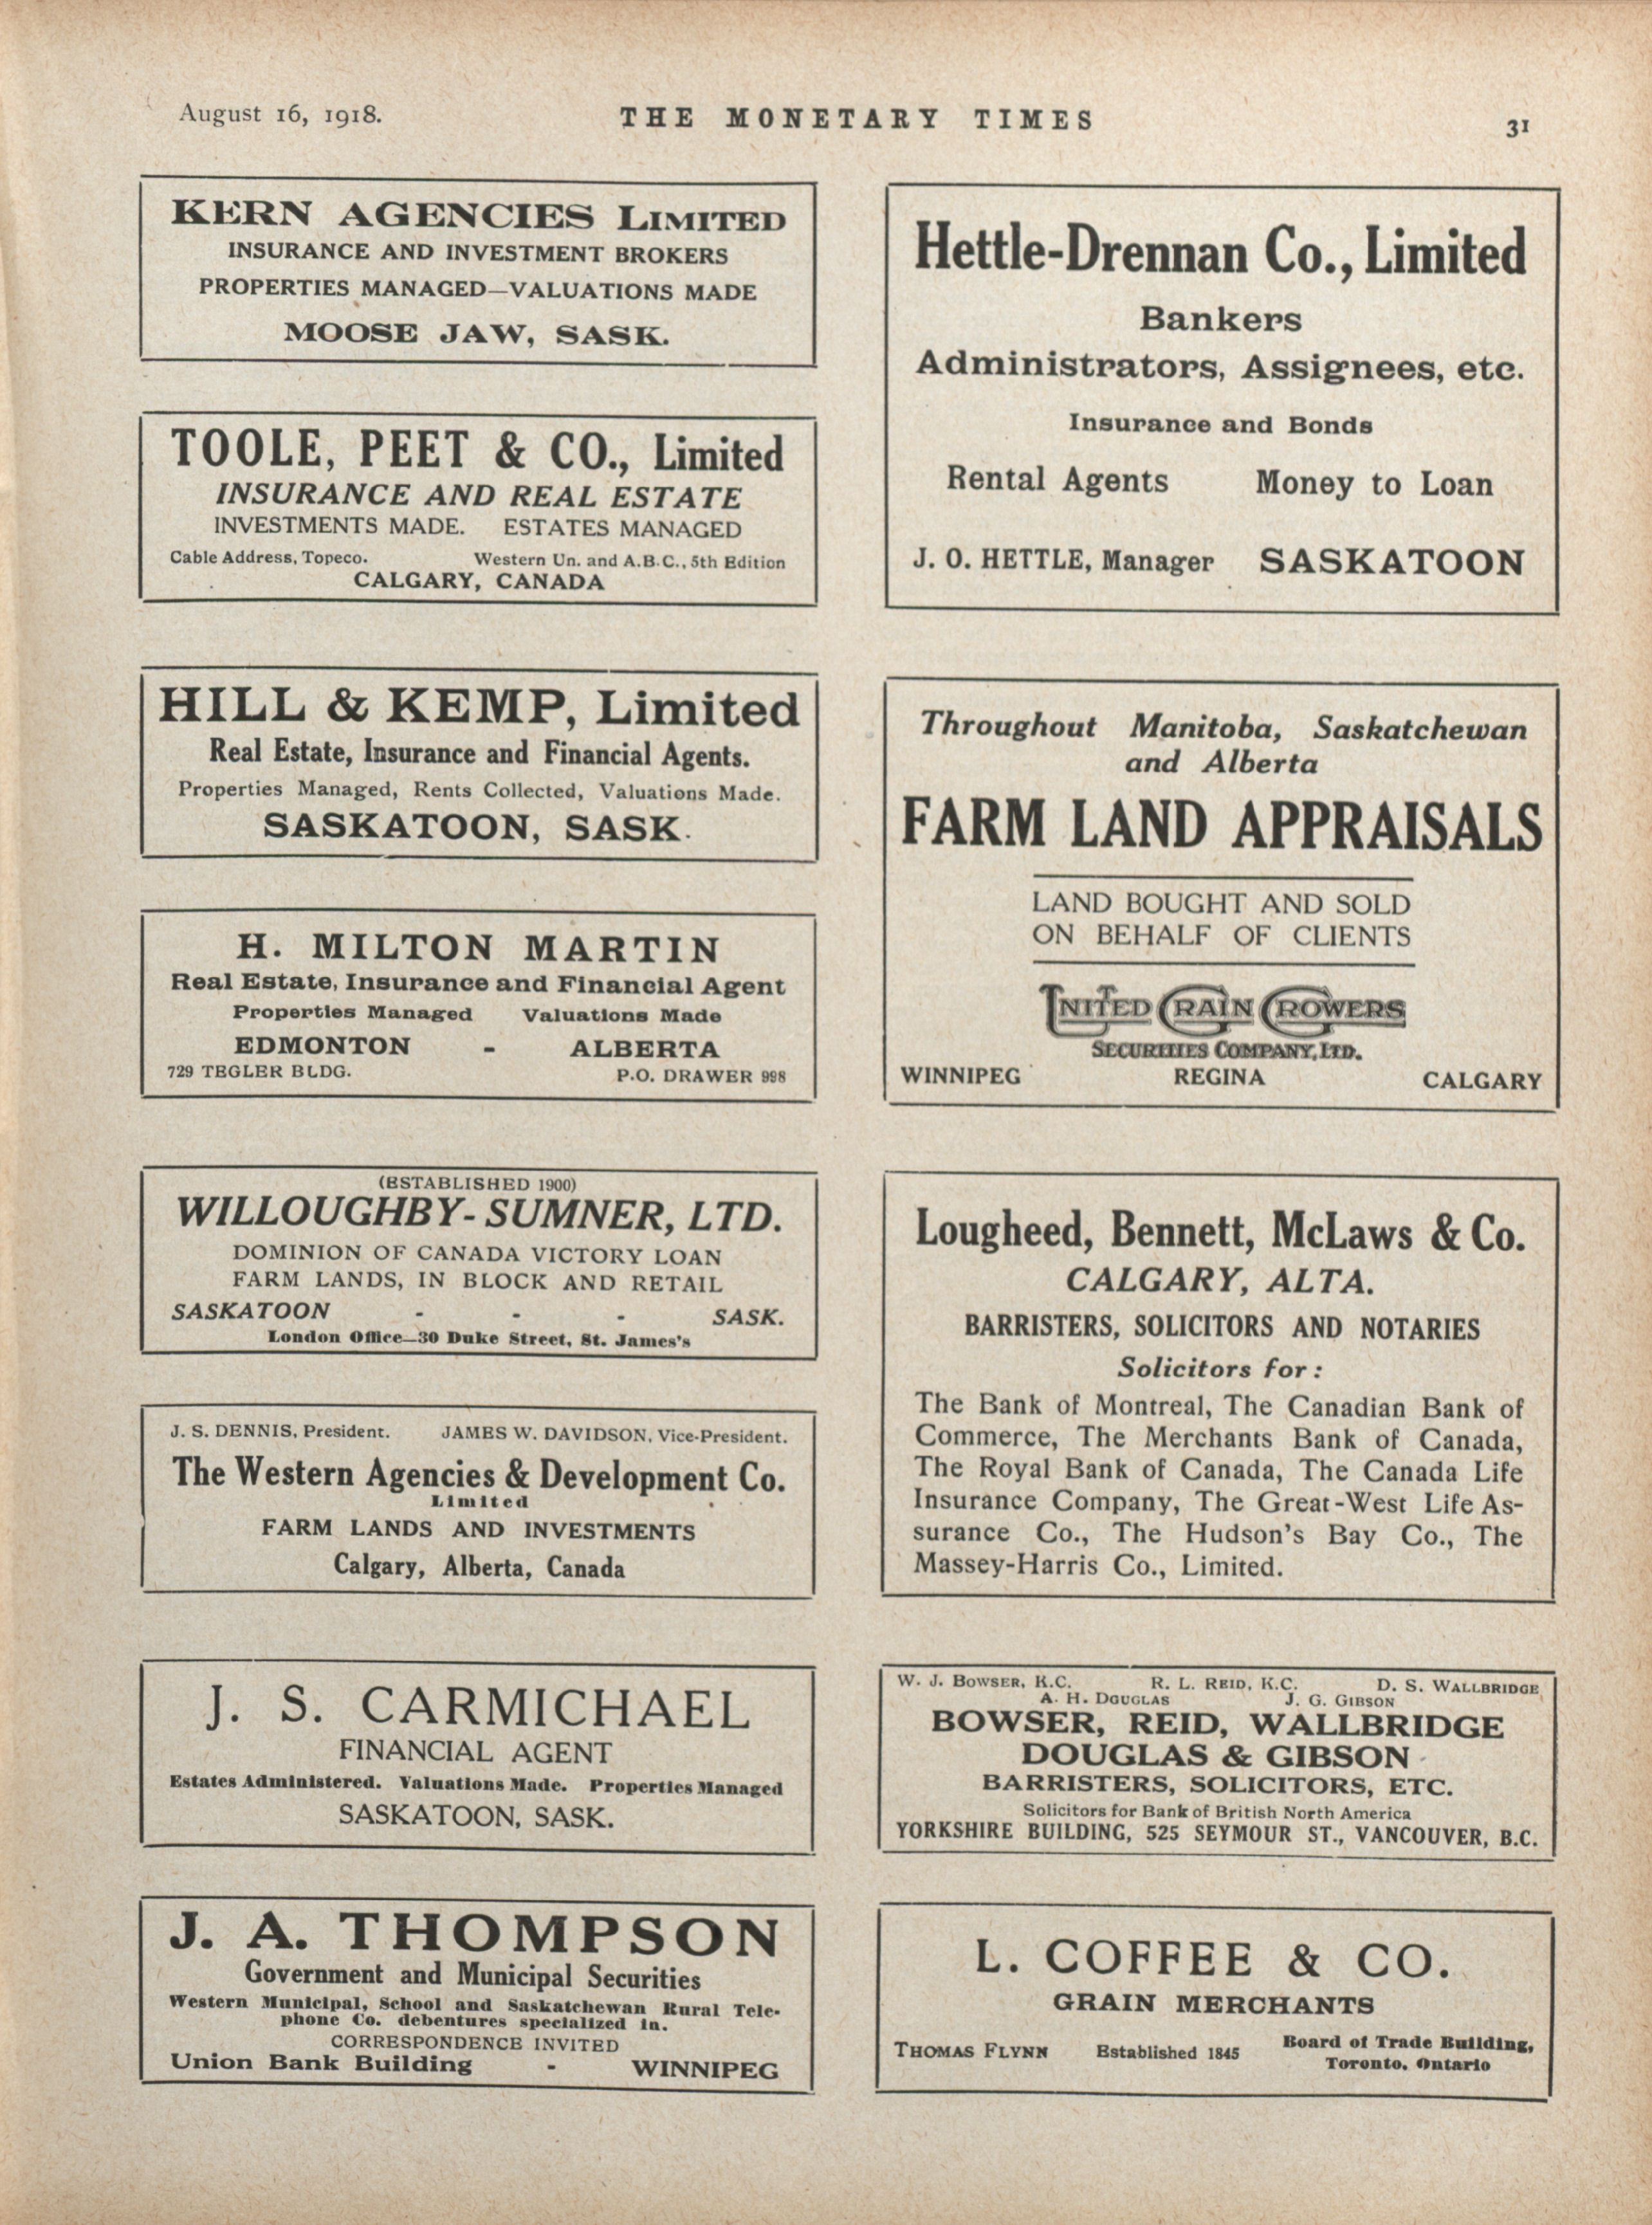 August 16, 1918.
THE MONETARY TIMES
31
KERN AGENCIES LIMITED
INSURANCE AND INVESTMENT BROKERS
PROPERTIES MANAGED—VALUATIONS MADE
MOOSE JAW, SASK.
TOOLE, PEET & CO., Limited
INSURANCE AND REAL ESTATE
INVESTMENTS MADE. ESTATES MANAGED
Cable Address, Topeco. Western Un. and A.B.C., 5th Edition
CALGARY, CANADA
HILL & KEMP, Limited
Real Estate, Insurance and Financial Agents.
Properties Managed, Rents Collected, Valuations Made.
SASKATOON, SASK.
H. MILTON MARTIN
Real Estate, Insurance and Financial Agent
Properties Managed Valuations Made
EDMONTON - ALBERTA
729 TEGLER BLDG. P.O. DRAWER 998
(ESTABLISHED 1900)
WILLOUGHBY-SUMNER, LTD.
DOMINION OF CANADA VICTORY LOAN
FARM LANDS, IN BLOCK AND RETAIL
SASKATOON - - - SASK.
London Office—30 Duke Street, St. James's
J. S. DENNIS, President. JAMES W. DAVIDSON, Vice-President.
The Western Agencies & Development Co.
Limited
FARM LANDS AND INVESTMENTS
Calgary, Alberta, Canada
J. S. CARMICHAEL
FINANCIAL AGENT
Estates Administered. Valuations Made. Properties Managed
SASKATOON, SASK.
J. A. THOMPSON
Government and Municipal Securities
Western Municipal, School and Saskatchewan Rural Tele-
phone Co. debentures specialized in.
CORRESPONDENCE INVITED
Union Bank Building - WINNIPEG
Hettle-Drennan Co., Limited
Bankers
Administrators, Assignees, etc.
Insurance and Bonds
Rental Agents Money to Loan
J. O. HETTLE, Manager SASKATOON
Throughout Manitoba, Saskatchewan
and Alberta
FARM LAND APPRAISALS
LAND BOUGHT AND SOLD
ON BEHALF OF CLIENTS
UNITED GRAIN GROWERS
SECURITIES COMPANY, LTD.
WINNIPEG REGINA CALGARY
Lougheed, Bennett, McLaws & Co.
CALGARY, ALTA.
BARRISTERS, SOLICITORS AND NOTARIES
Solicitors for:
The Bank of Montreal, The Canadian Bank of
Commerce, The Merchants Bank of Canada,
The Royal Bank of Canada, The Canada Life
Insurance Company, The Great-West Life As-
surance Co., The Hudson's Bay Co., The
Massey-Harris Co., Limited.
W. J. BOWSER, K.C. R. L. REID, K.C. D. S. WALLBRIDGE
A. H. DOUGLAS J. G. GIBSON
BOWSER, REID, WALLBRIDGE
DOUGLAS & GIBSON
BARRISTERS, SOLICITORS, ETC.
Solicitors for Bank of British North America
YORKSHIRE BUILDING, 525 SEYMOUR ST., VANCOUVER, B.C.
L. COFFEE & CO.
GRAIN MERCHANTS
THOMAS FLYNN Established 1845 Board of Trade Building,
Toronto, Ontario